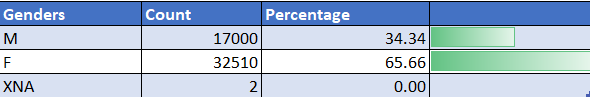 Genders Count Percentage
M 17000 34.34
F 32510 65.66
XNA 2 0.00